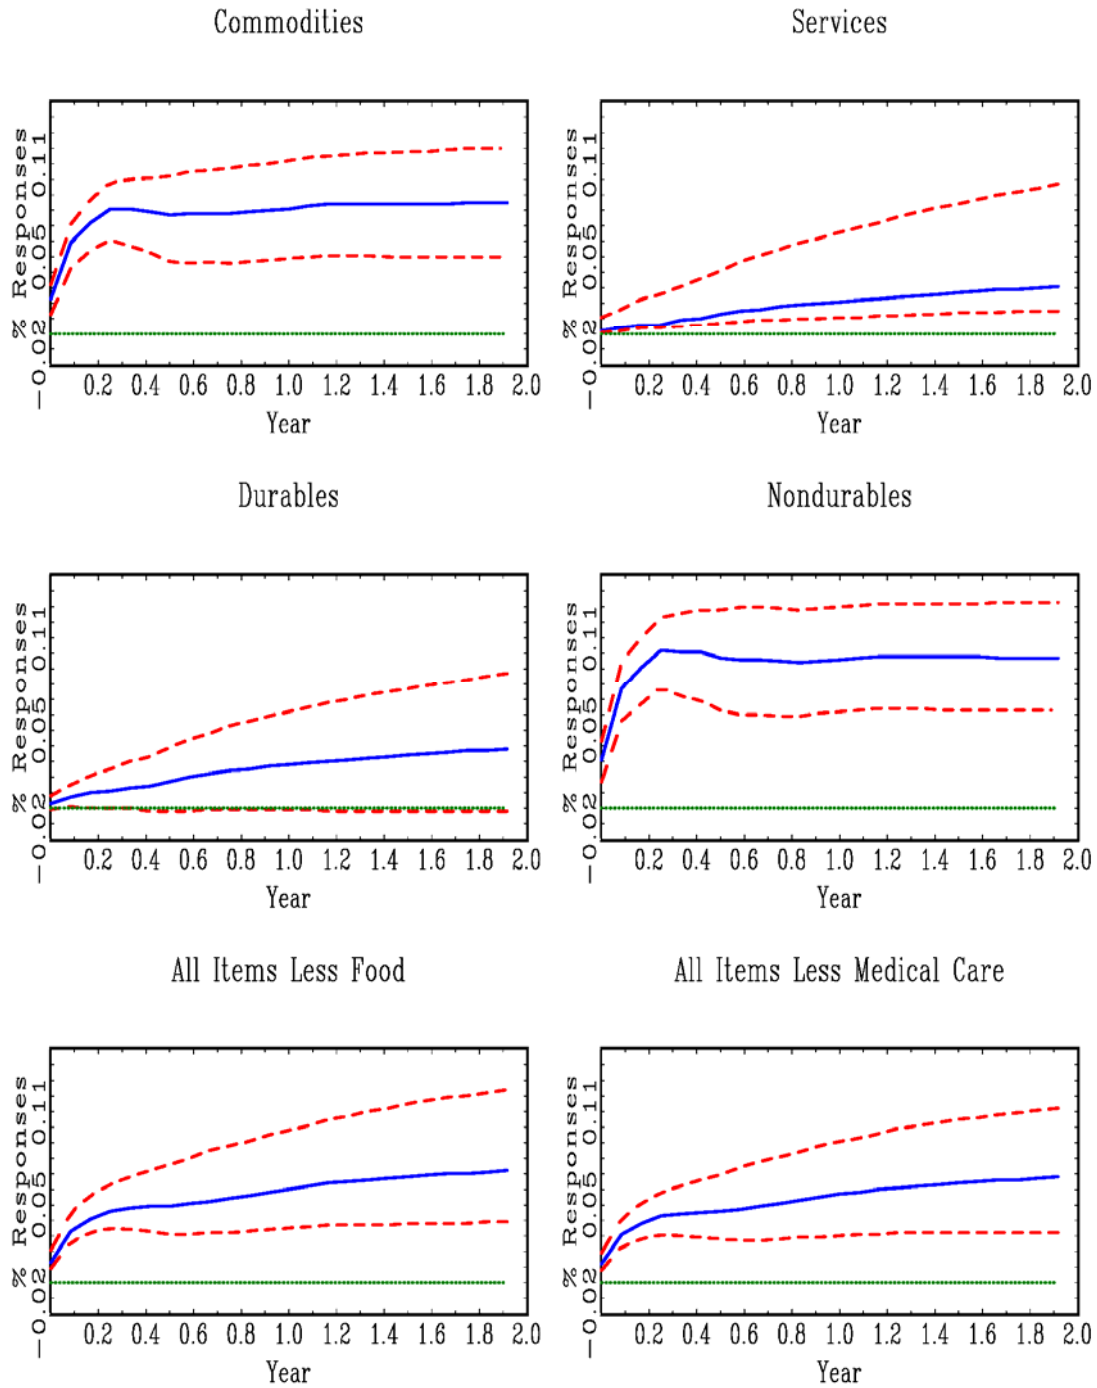 Commodities
Services
% Responses
−0.02 0.05 0.11
0.2 0.4 0.6 0.8 1.0 1.2 1.4 1.6 1.8 2.0
Year
% Responses
−0.02 0.05 0.11
0.2 0.4 0.6 0.8 1.0 1.2 1.4 1.6 1.8 2.0
Year
Durables
Nondurables
% Responses
−0.02 0.05 0.11
0.2 0.4 0.6 0.8 1.0 1.2 1.4 1.6 1.8 2.0
Year
% Responses
−0.02 0.05 0.11
0.2 0.4 0.6 0.8 1.0 1.2 1.4 1.6 1.8 2.0
Year
All Items Less Food
All Items Less Medical Care
% Responses
−0.02 0.05 0.11
0.2 0.4 0.6 0.8 1.0 1.2 1.4 1.6 1.8 2.0
Year
% Responses
−0.02 0.05 0.11
0.2 0.4 0.6 0.8 1.0 1.2 1.4 1.6 1.8 2.0
Year